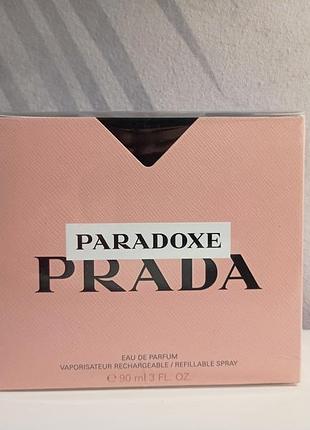 PARADOXE
PRADA
EAU DE PARFUM
VAPORISATEUR RECHARGEABLE / REFILLABLE SPRAY
℮ 90 ml 3 FL. OZ.